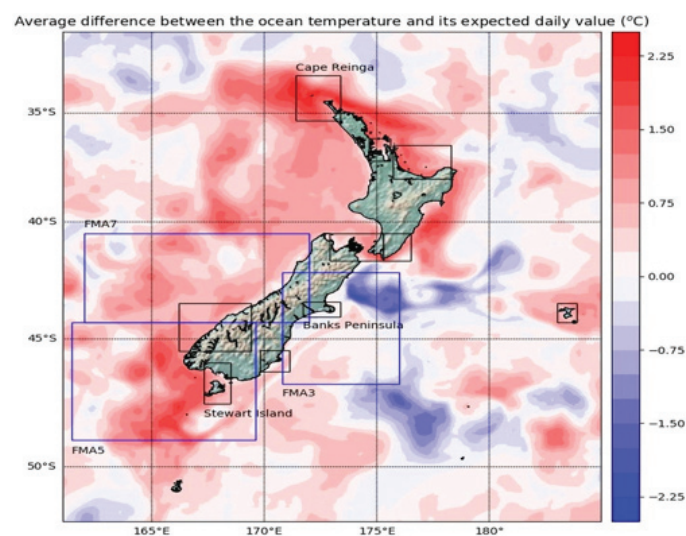 Average difference between the ocean temperature and its expected daily value (°C)
Cape Reinga
2.25
35°S
1.50
0.75
40°S
FMA7
0.00
Banks Peninsula
45°S
-0.75
FMA3
Stewart Island
-1.50
FMA5
50°S
-2.25
165°E
170°E
175°E
180°